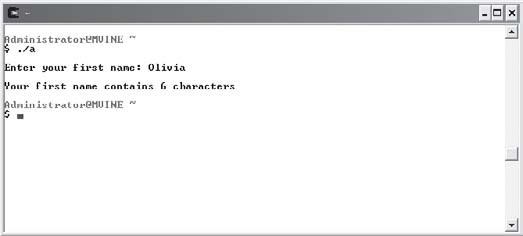 ~
Administrator@MVINE ~
$ ./a
Enter your first name: Olivia
Your first name contains 6 characters
Administrator@MVINE ~
$